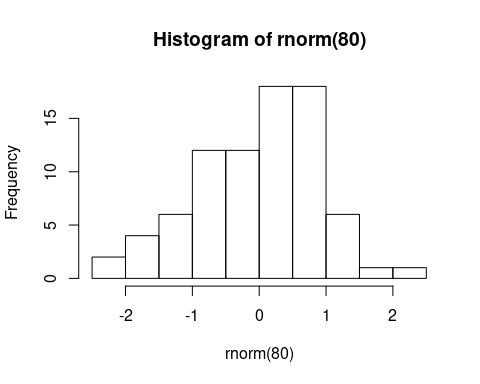 Histogram of rnorm(80)
Frequency
15
10
5
0
-2 -1 0 1 2
rnorm(80)